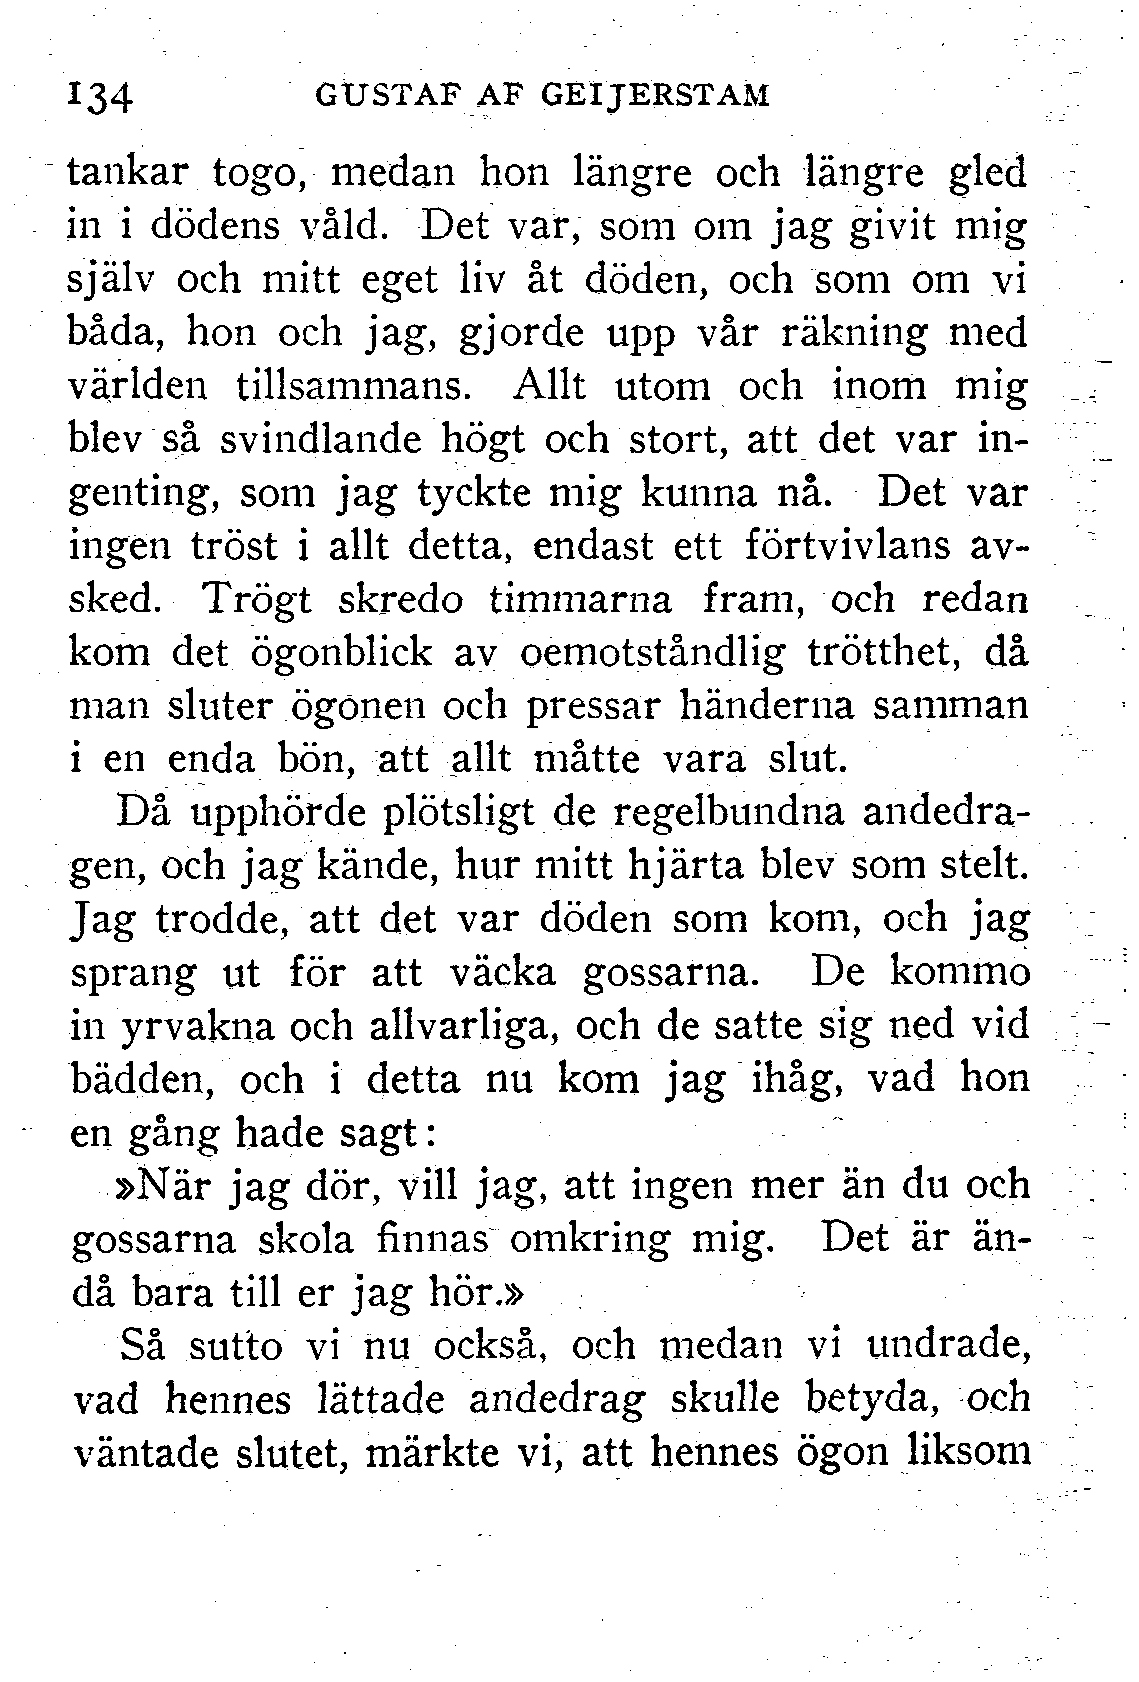 134 GUSTAF AF GEIJERSTAM
tankar togo, medan hon längre och längre gled
in i dödens våld. Det var, som om jag givit mig
själv och mitt eget liv åt döden, och som om vi
båda, hon och jag, gjorde upp vår räkning med
världen tillsammans. Allt utom och inom mig
blev så svindlande högt och stort, att det var in-
genting, som jag tyckte mig kunna nå. Det var
ingen tröst i allt detta, endast ett förtvivlans av-
sked. Trögt skredo timmarna fram, och redan
kom det ögonblick av oemotståndlig trötthet, då
man sluter ögonen och pressar händerna samman
i en enda bön, att allt måtte vara slut.
Då upphörde plötsligt de regelbundna andedra-
gen, och jag kände, hur mitt hjärta blev som stelt.
Jag trodde, att det var döden som kom, och jag
sprang ut för att väcka gossarna. De kommo
in yrvakna och allvarliga, och de satte sig ned vid
bädden, och i detta nu kom jag ihåg, vad hon
en gång hade sagt:
»När jag dör, vill jag, att ingen mer än du och
gossarna skola finnas omkring mig. Det är än-
då bara till er jag hör.»
Så sutto vi nu också, och medan vi undrade,
vad hennes lättade andedrag skulle betyda, och
väntade slutet, märkte vi, att hennes ögon liksom